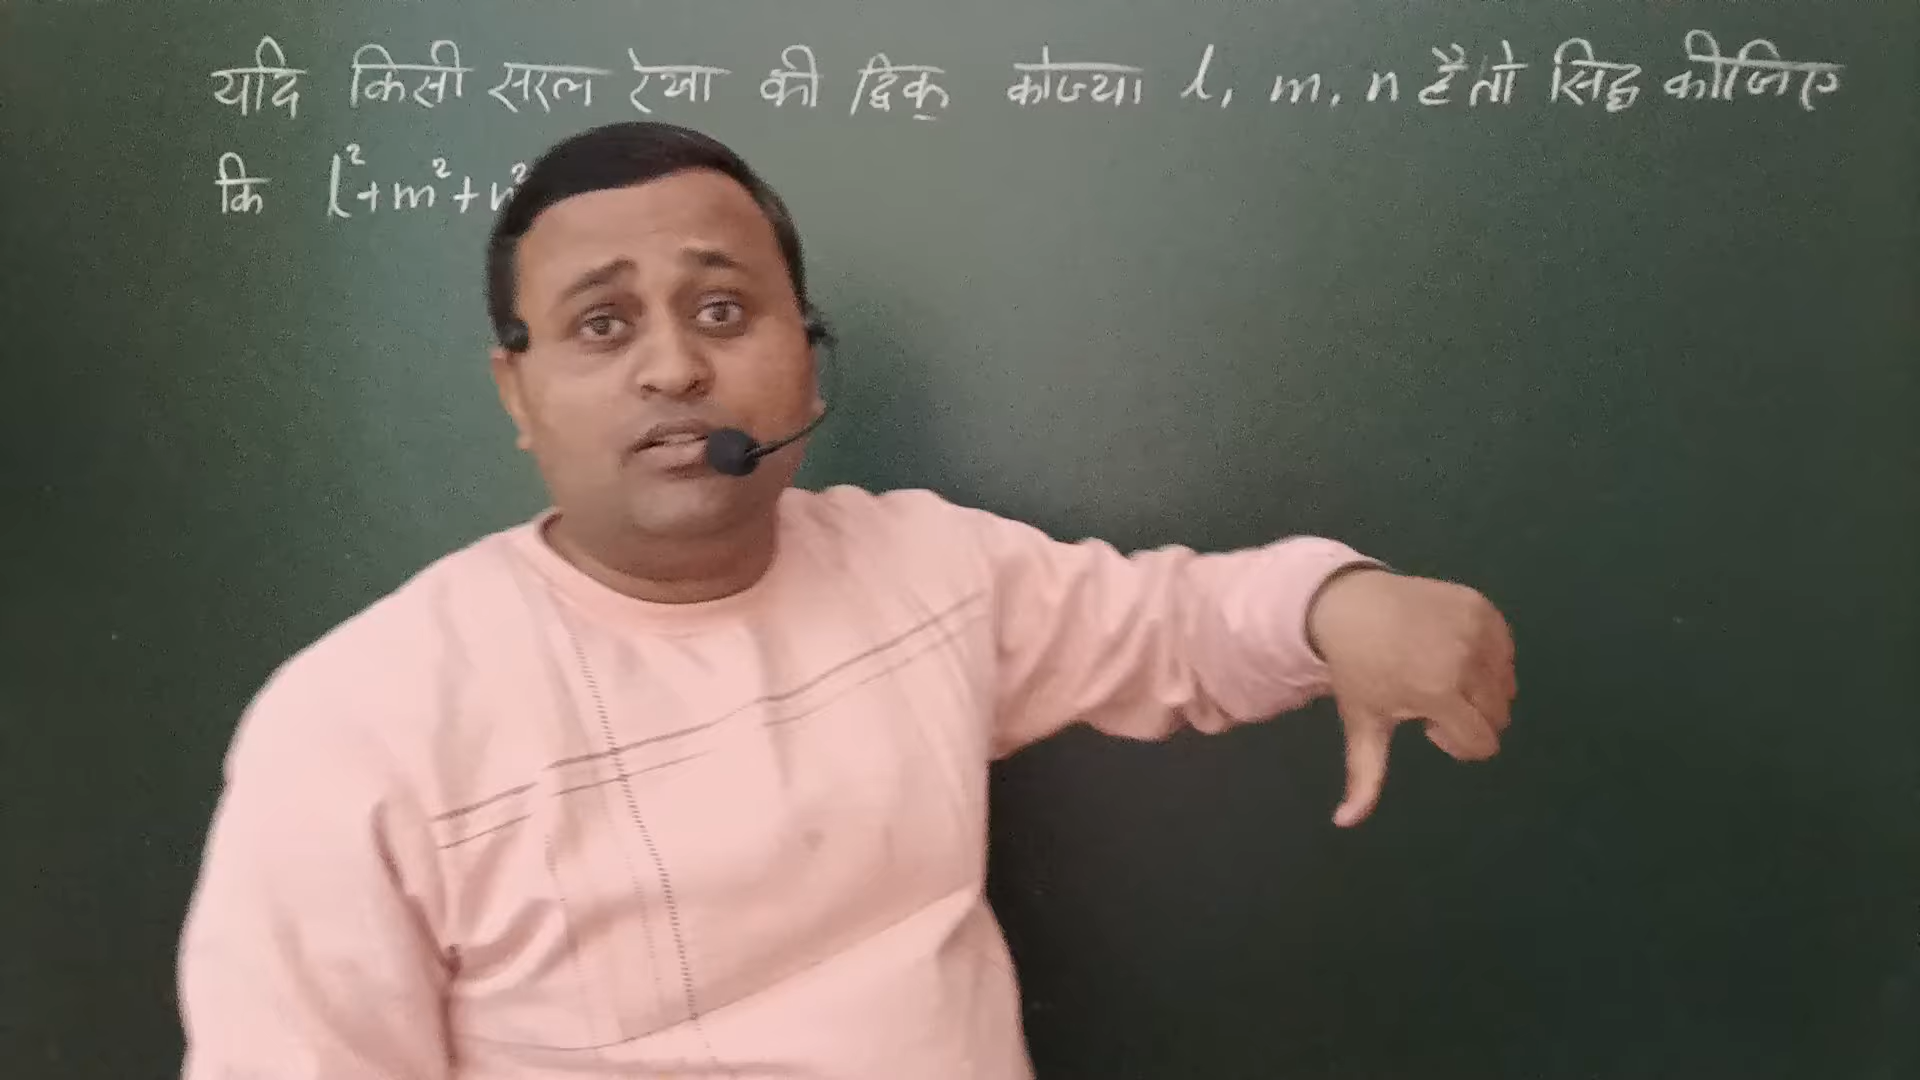 यदि किसी सरल रेखा की द्विक् कोज्या l, m, n है तो सिद्ध कीजिए
कि l²+m²+n²